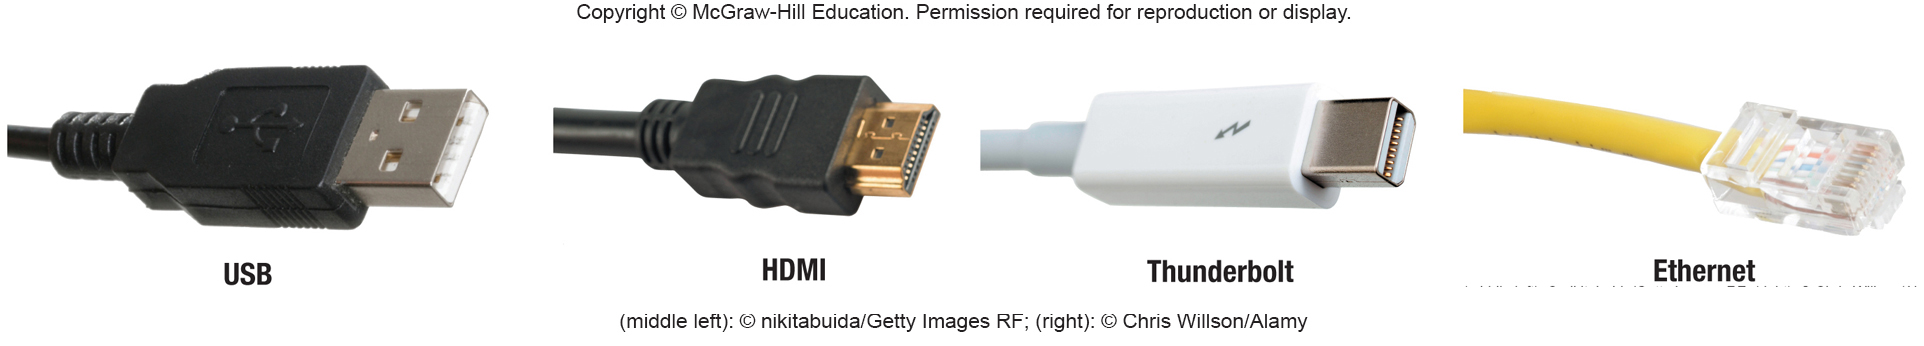 Copyright © McGraw-Hill Education. Permission required for reproduction or display.
USB
HDMI
Thunderbolt
Ethernet
(middle left): © nikitabuida/Getty Images RF; (right): © Chris Willson/Alamy